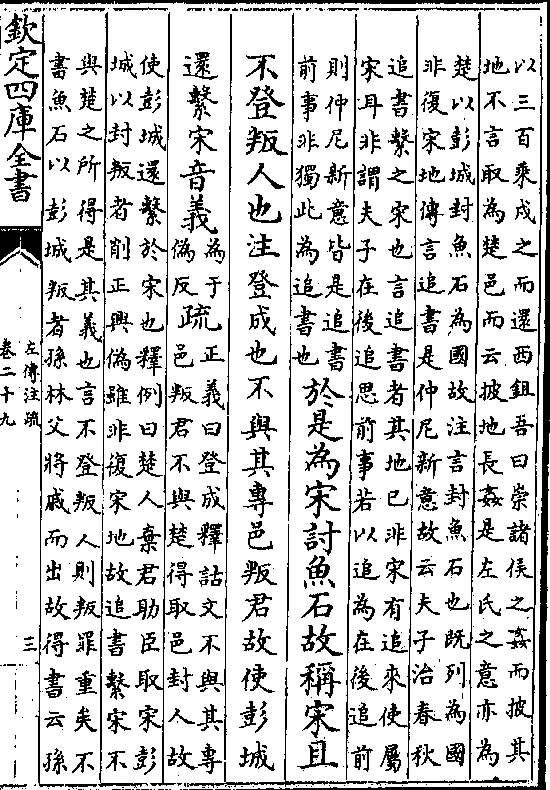 以三百乘戍之而還西鉏吾曰崇諸侯之姦而披其
地不言取為楚邑而云披地長姦是左氏之意亦為
楚以彭城封魚石為國故注言封魚石也既列為國
非復宋地傳言追書是仲尼新意故云夫子治春秋
追書繫之宋也言追書者其地已非宋有追來使屬
宋耳非謂夫子在後追思前事若以追為在後追前
則仲尼新意皆是追書
前事非獨此為追書也
於是為宋討魚石故稱宋且
不登叛人也注登成也不與其專邑叛君故使彭城
還繫宋音義
為于
偽反
疏
正義曰登成釋詁文不與其專
邑叛君不與楚得取邑封人故
使彭城還繫於宋也釋例曰楚人棄君助臣取宋彭
城以封叛者削正興偽雖非復宋地故追書繫宋不
與楚之所得是其義也言不登叛人則叛罪重矣不
書魚石以彭城叛者孫林父將戚而出故得書云孫
欽定四庫全書
左傳注疏
卷二十九
三